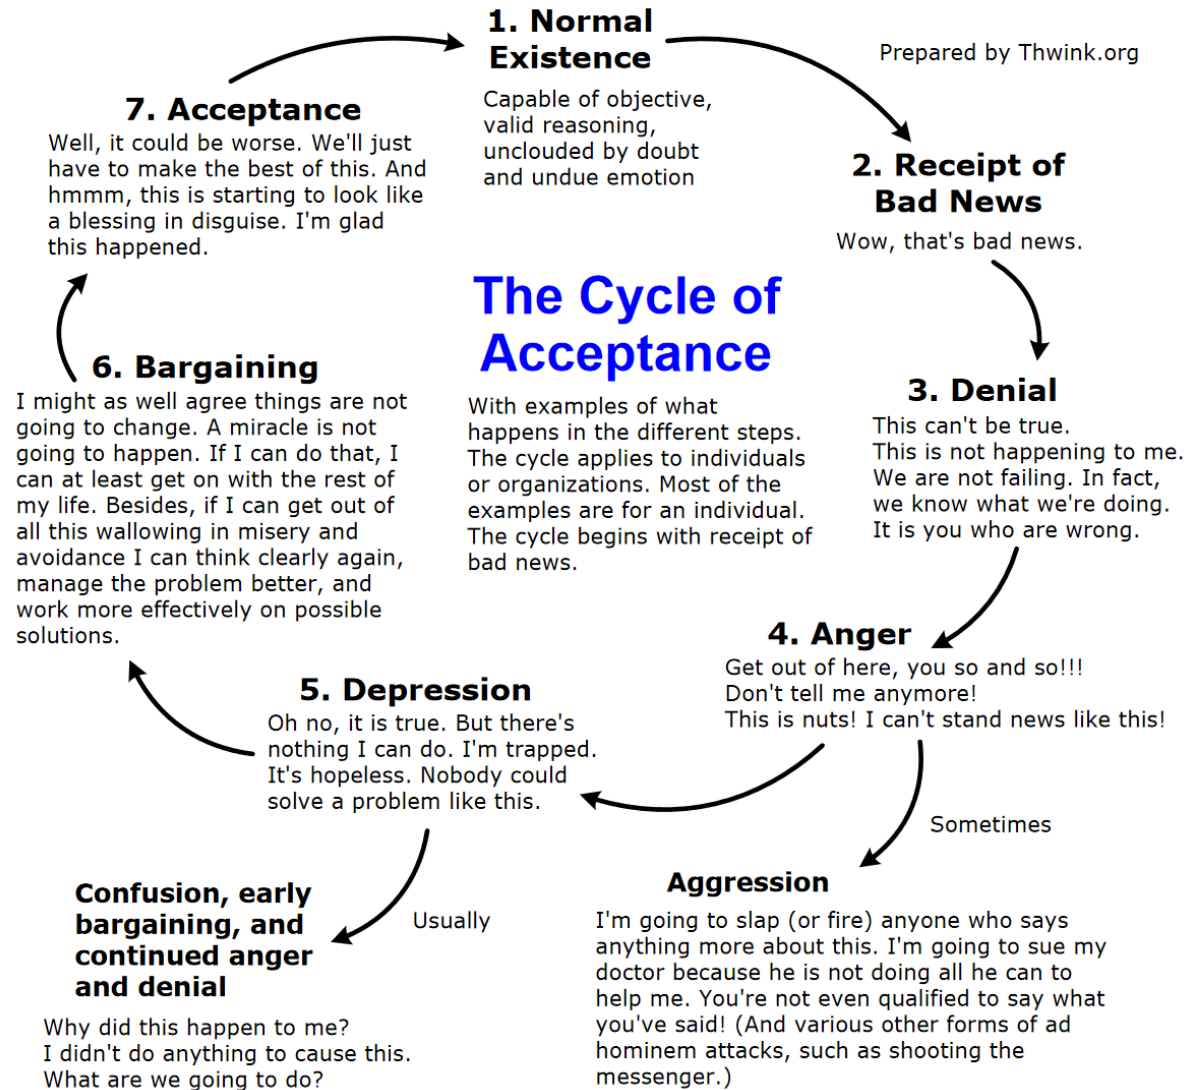 1. Normal
Existence
Capable of objective,
valid reasoning,
unclouded by doubt
and undue emotion
Prepared by Thwink.org
2. Receipt of
Bad News
Wow, that's bad news.
3. Denial
This can't be true.
This is not happening to me.
We are not failing. In fact,
we know what we're doing.
It is you who are wrong.
4. Anger
Get out of here, you so and so!!!
Don't tell me anymore!
This is nuts! I can't stand news like this!
Sometimes
Aggression
I'm going to slap (or fire) anyone who says
anything more about this. I'm going to sue my
doctor because he is not doing all he can to
help me. You're not even qualified to say what
you've said! (And various other forms of ad
hominem attacks, such as shooting the
messenger.)
5. Depression
Oh no, it is true. But there's
nothing I can do. I'm trapped.
It's hopeless. Nobody could
solve a problem like this.
Usually
Confusion, early
bargaining, and
continued anger
and denial
Why did this happen to me?
I didn't do anything to cause this.
What are we going to do?
6. Bargaining
I might as well agree things are not
going to change. A miracle is not
going to happen. If I can do that, I
can at least get on with the rest of
my life. Besides, if I can get out of
all this wallowing in misery and
avoidance I can think clearly again,
manage the problem better, and
work more effectively on possible
solutions.
7. Acceptance
Well, it could be worse. We'll just
have to make the best of this. And
hmmm, this is starting to look like
a blessing in disguise. I'm glad
this happened.
The Cycle of
Acceptance
With examples of what
happens in the different steps.
The cycle applies to individuals
or organizations. Most of the
examples are for an individual.
The cycle begins with receipt of
bad news.